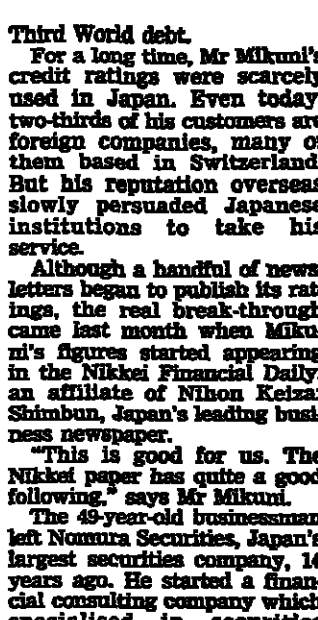 Third World debt.
For a long time, Mr Mikuni's
credit ratings were scarcely
used in Japan. Even today
two-thirds of his customers are
foreign companies, many of
them based in Switzerland.
But his reputation overseas
slowly persuaded Japanese
institutions to take his
service.
Although a handful of news-
letters began to publish its rat-
ings, the real break-through
came last month when Miku-
ni's figures started appearing
in the Nikkei Financial Daily,
an affiliate of Nihon Keizai
Shimbun, Japan's leading busi-
ness newspaper.
"This is good for us. The
Nikkei paper has quite a good
following," says Mr Mikuni.
The 49-year-old businessman
left Nomura Securities, Japan's
largest securities company,
years ago. He started a finan-
cial consulting company which
specialised in securities